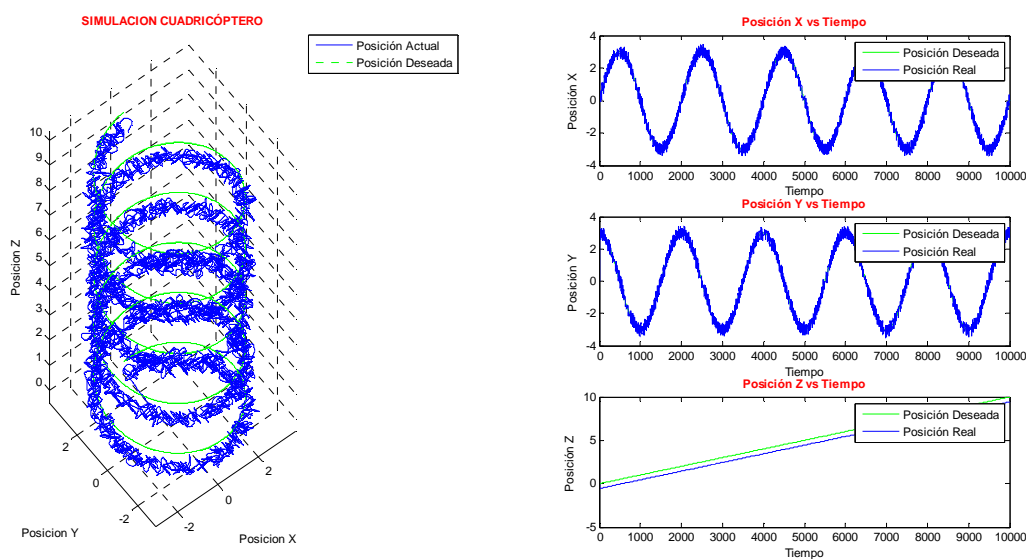 SIMULACION CUADRICÓPTERO
Posición Actual
Posición Deseada
Posicion Z
10
9
8
7
6
5
4
3
2
1
0
2
0
-2
Posicion Y
-2
0
2
Posicion X
Posición X vs Tiempo
Posición Deseada
Posición Real
Posición X
4
2
0
-2
-4
0 1000 2000 3000 4000 5000 6000 7000 8000 9000 10000
Tiempo
Posición Y vs Tiempo
Posición Deseada
Posición Real
Posición Y
4
2
0
-2
-4
0 1000 2000 3000 4000 5000 6000 7000 8000 9000 10000
Tiempo
Posición Z vs Tiempo
Posición Deseada
Posición Real
Posición Z
10
5
0
-5
0 1000 2000 3000 4000 5000 6000 7000 8000 9000 10000
Tiempo